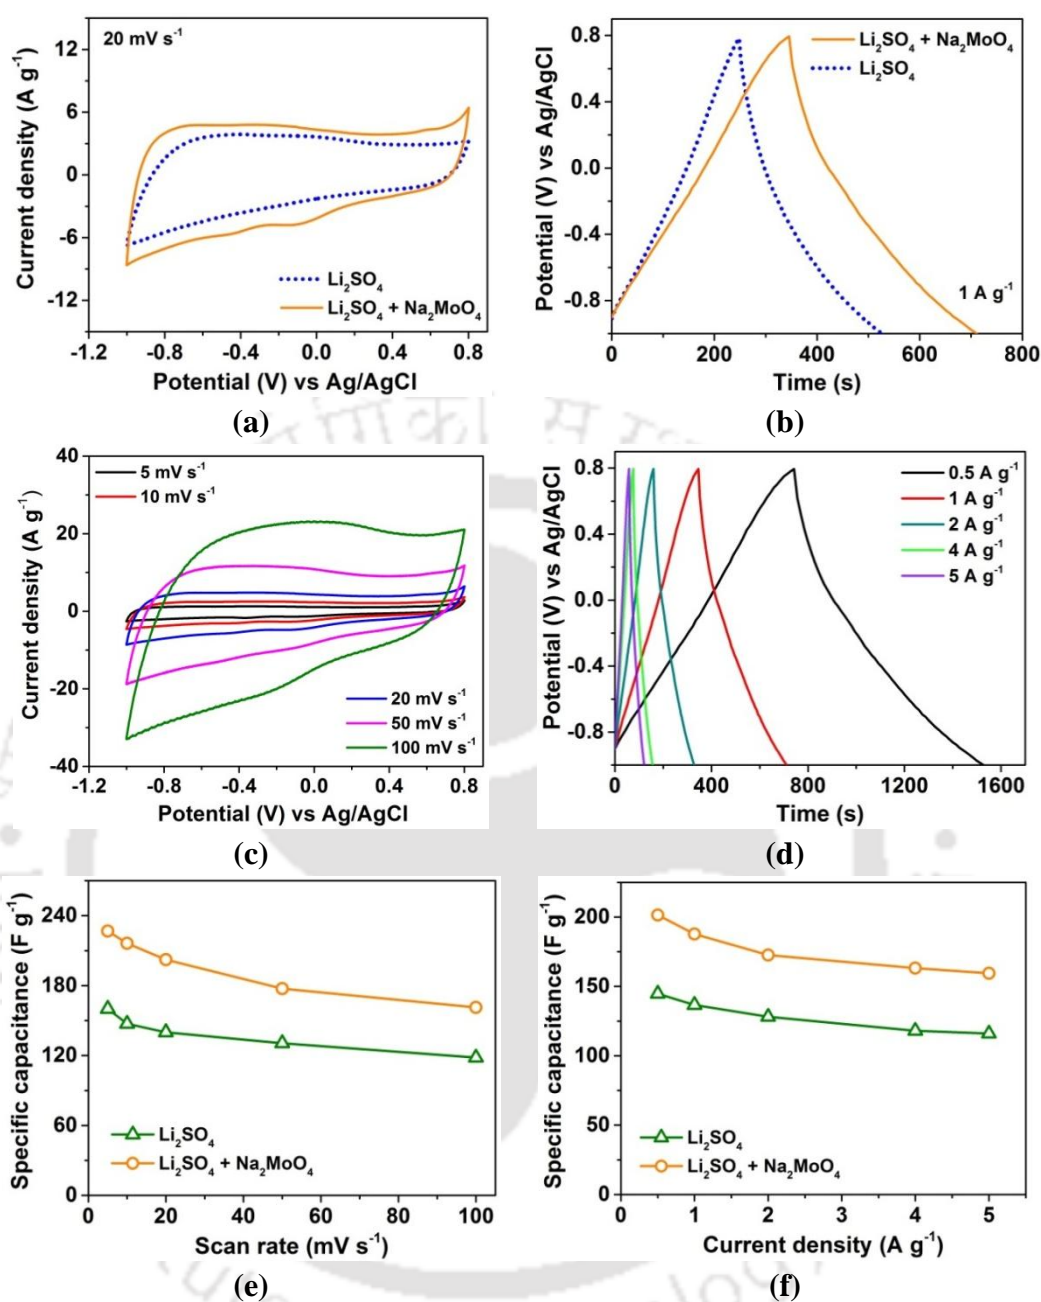 20 mV s⁻¹
12
6
0
-6
-12
Current density (A g⁻¹)
Li₂SO₄
Li₂SO₄ + Na₂MoO₄
-1.2 -0.8 -0.4 0.0 0.4 0.8
Potential (V) vs Ag/AgCl
(a)
0.8
0.4
0.0
-0.4
-0.8
Potential (V) vs Ag/AgCl
Li₂SO₄ + Na₂MoO₄
Li₂SO₄
1 A g⁻¹
0 200 400 600 800
Time (s)
(b)
40
20
0
-20
-40
Current density (A g⁻¹)
5 mV s⁻¹
10 mV s⁻¹
20 mV s⁻¹
50 mV s⁻¹
100 mV s⁻¹
-1.2 -0.8 -0.4 0.0 0.4 0.8
Potential (V) vs Ag/AgCl
(c)
0.8
0.4
0.0
-0.4
-0.8
Potential (V) vs Ag/AgCl
0.5 A g⁻¹
1 A g⁻¹
2 A g⁻¹
4 A g⁻¹
5 A g⁻¹
0 400 800 1200 1600
Time (s)
(d)
240
180
120
60
0
Specific capacitance (F g⁻¹)
Li₂SO₄
Li₂SO₄ + Na₂MoO₄
0 20 40 60 80 100
Scan rate (mV s⁻¹)
(e)
200
150
100
50
0
Specific capacitance (F g⁻¹)
Li₂SO₄
Li₂SO₄ + Na₂MoO₄
0 1 2 3 4 5
Current density (A g⁻¹)
(f)